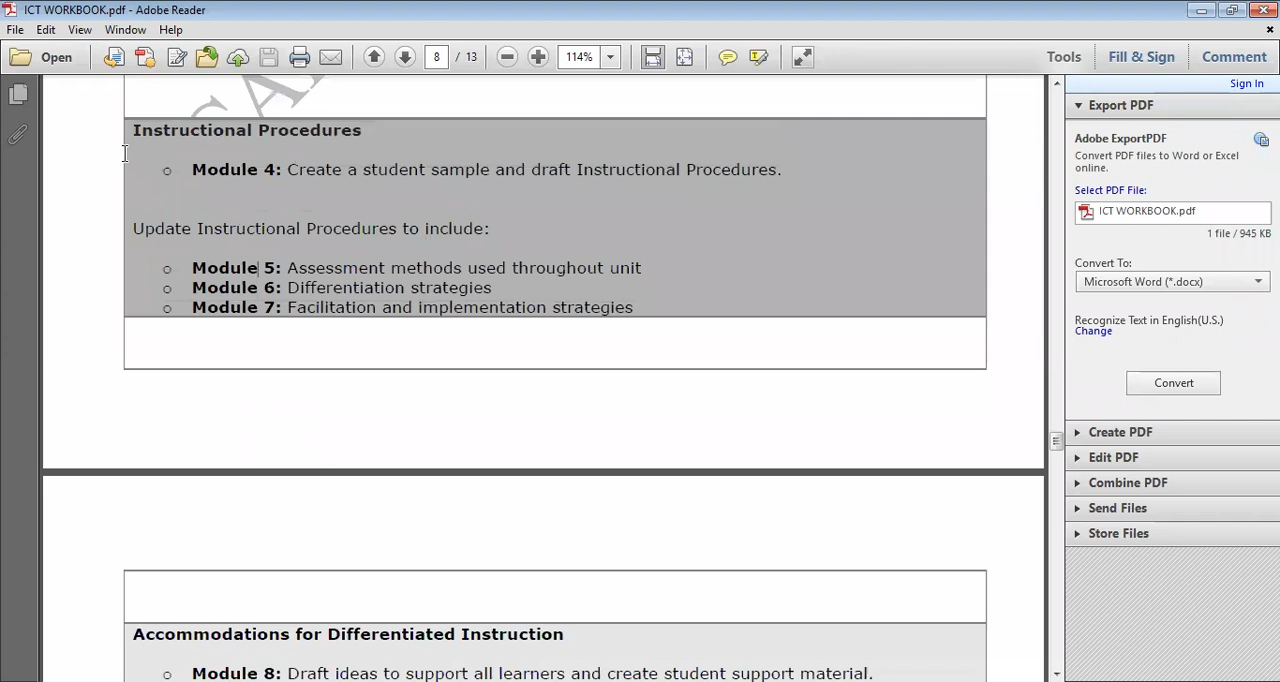 ICT WORKBOOK.pdf - Adobe Reader
File Edit View Window Help
Open 8 / 13 114% Tools Fill & Sign Comment
Sign In
Instructional Procedures
Module 4: Create a student sample and draft Instructional Procedures.
Update Instructional Procedures to include:
Module 5: Assessment methods used throughout unit
Module 6: Differentiation strategies
Module 7: Facilitation and implementation strategies
Accommodations for Differentiated Instruction
Module 8: Draft ideas to support all learners and create student support material.
Export PDF
Adobe ExportPDF
Convert PDF files to Word or Excel
online.
Select PDF File:
ICT WORKBOOK.pdf
1 file / 945 KB
Convert To:
Microsoft Word (*.docx)
Recognize Text in English(U.S.)
Change
Convert
Create PDF
Edit PDF
Combine PDF
Send Files
Store Files